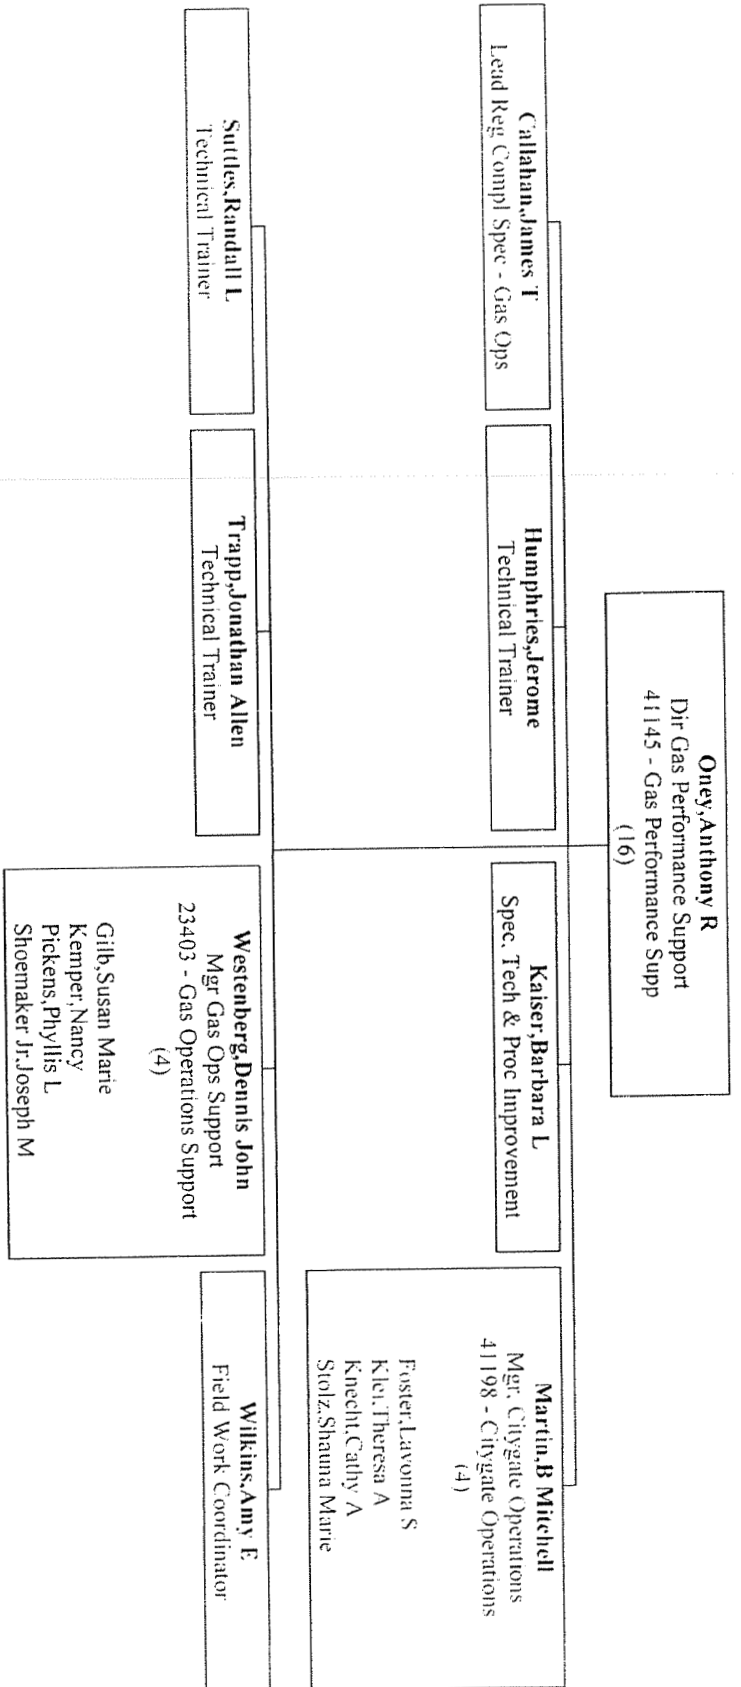 Oney,Anthony R
Dir Gas Performance Support
41145 - Gas Performance Supp
(16)
Callahan,James T
Lead Reg Compl Spec - Gas Ops
Humphries,Jerome
Technical Trainer
Kaiser,Barbara L
Spec, Tech & Proc Improvement
Martin,B Mitchell
Mgr. Citygate Operations
41198 - Citygate Operations
(4)
Foster,Lavonna S
Klei,Theresa A
Knecht,Cathy A
Stolz,Shauna Marie
Suttles,Randall L
Technical Trainer
Trapp,Jonathan Allen
Technical Trainer
Westenberg,Dennis John
Mgr Gas Ops Support
23403 - Gas Operations Support
(4)
Gilb,Susan Marie
Kemper,Nancy
Pickens,Phyllis L
Shoemaker Jr,Joseph M
Wilkins,Amy E
Field Work Coordinator